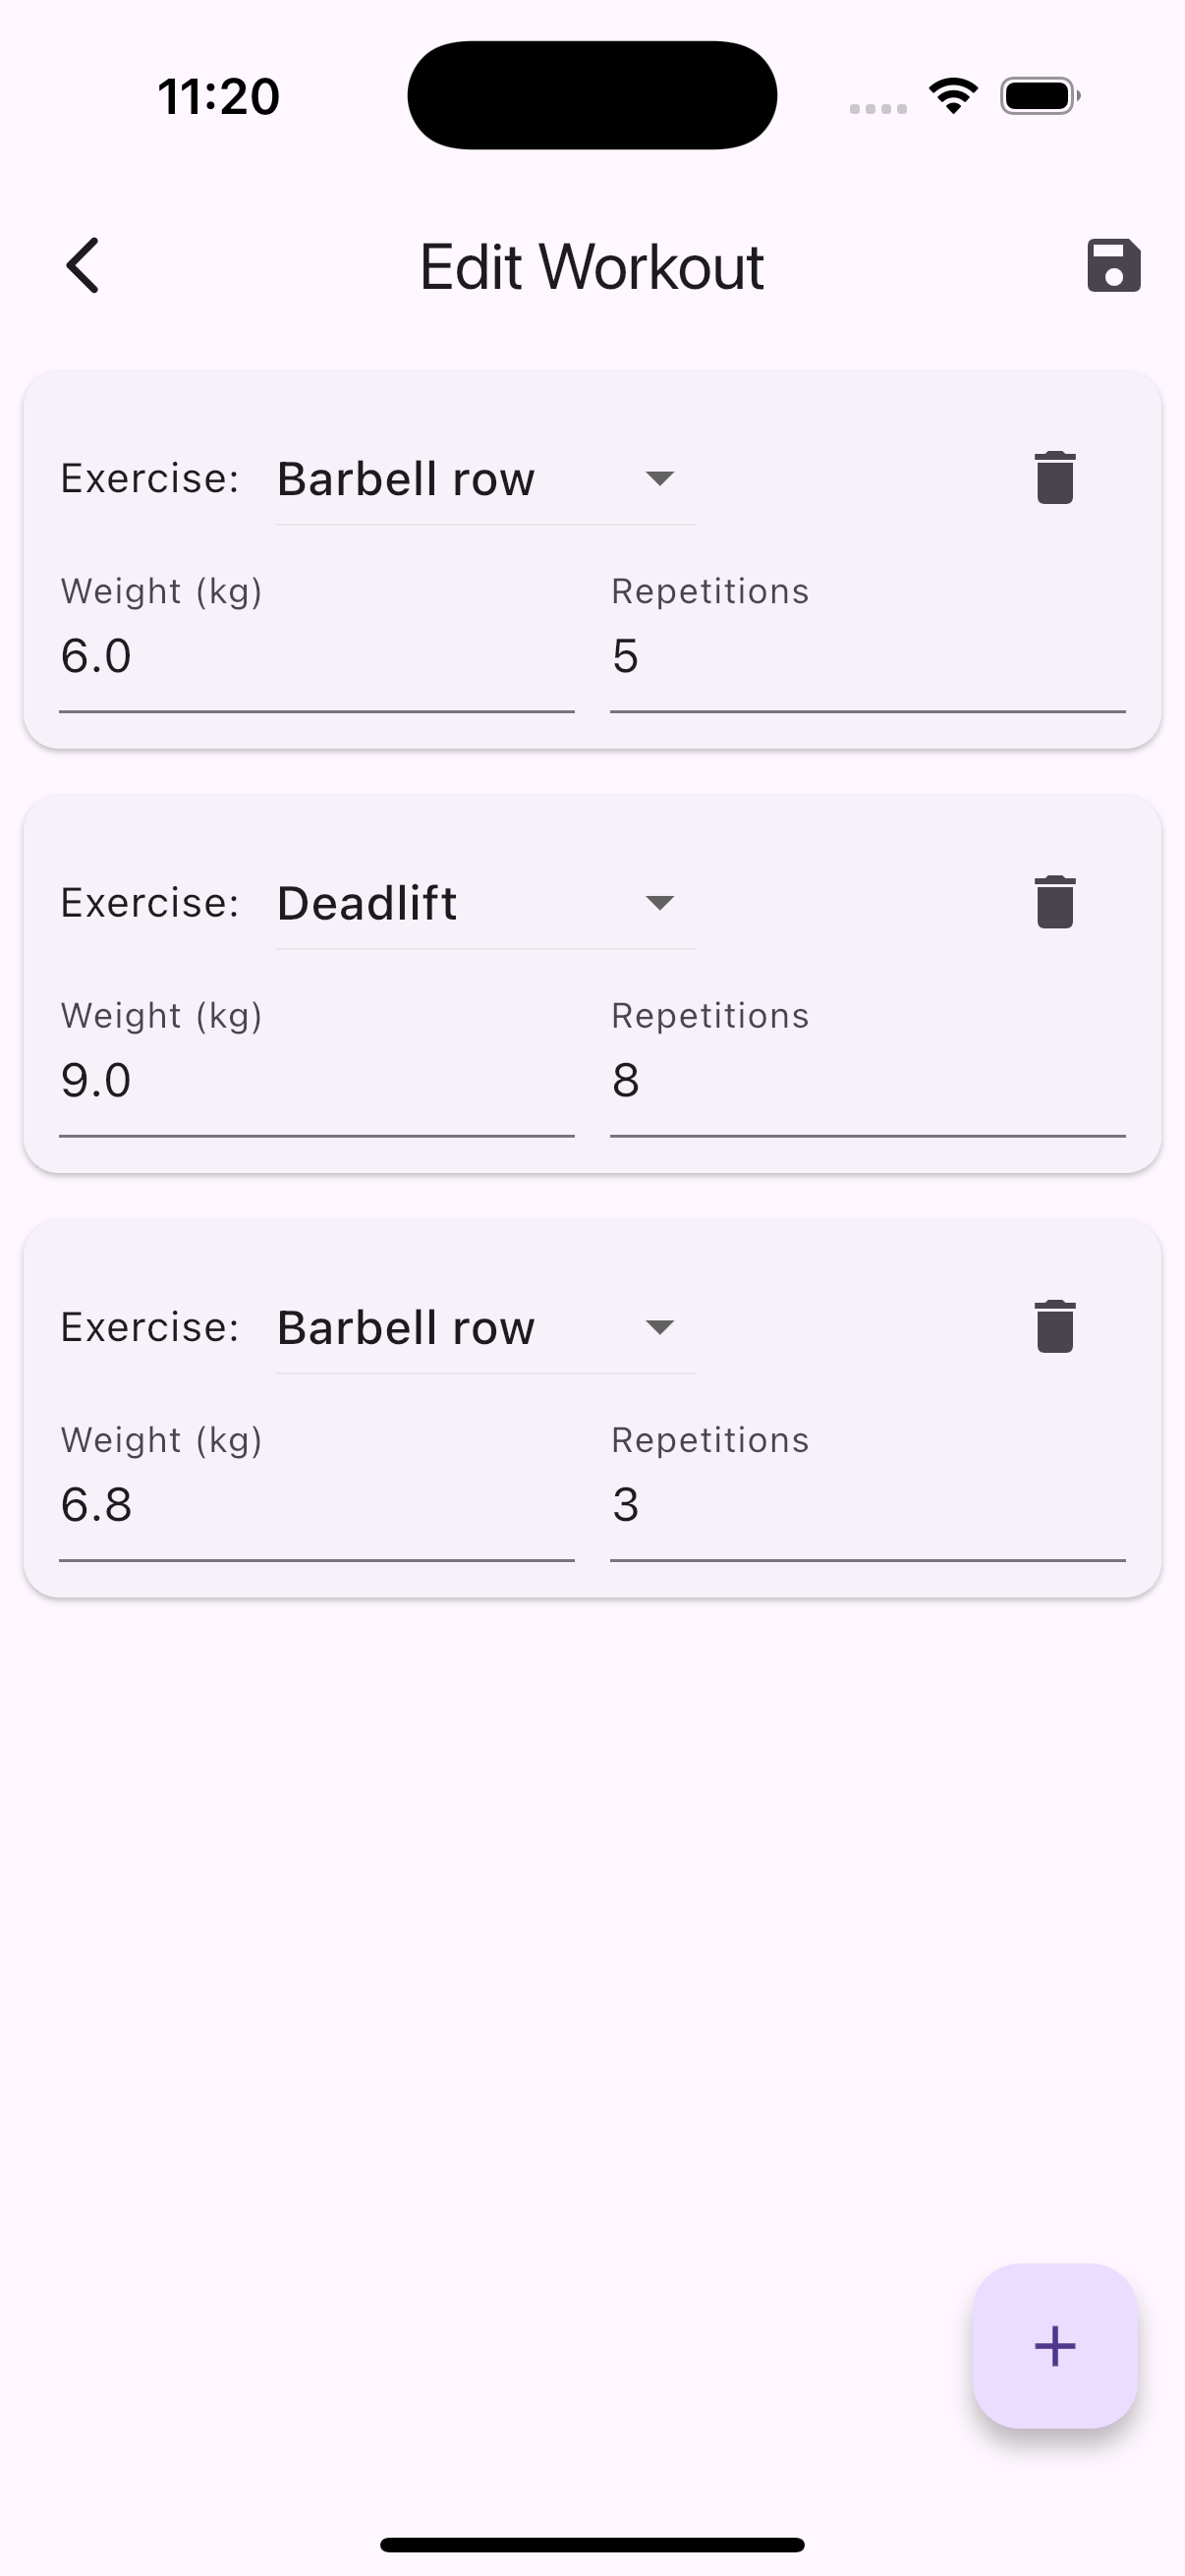 11:20
Edit Workout
Exercise: Barbell row
Weight (kg) Repetitions
6.0 5
Exercise: Deadlift
Weight (kg) Repetitions
9.0 8
Exercise: Barbell row
Weight (kg) Repetitions
6.8 3